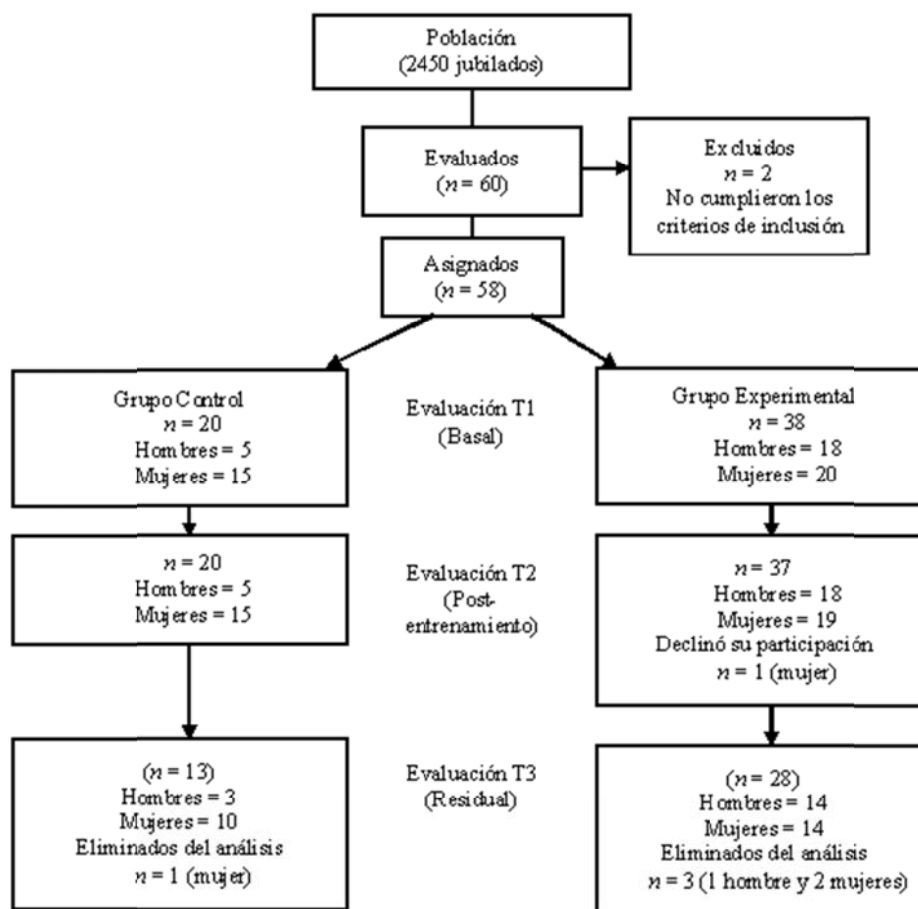 Población
(2450 jubilados)
Evaluados
(n = 60)
Excluidos
n = 2
No cumplieron los
criterios de inclusión
Asignados
(n = 58)
Grupo Control
n = 20
Hombres = 5
Mujeres = 15
Evaluación T1
(Basal)
Grupo Experimental
n = 38
Hombres = 18
Mujeres = 20
n = 20
Hombres = 5
Mujeres = 15
Evaluación T2
(Post-
entrenamiento)
n = 37
Hombres = 18
Mujeres = 19
Declinó su participación
n = 1 (mujer)
(n = 13)
Hombres = 3
Mujeres = 10
Eliminados del análisis
n = 1 (mujer)
Evaluación T3
(Residual)
(n = 28)
Hombres = 14
Mujeres = 14
Eliminados del análisis
n = 3 (1 hombre y 2 mujeres)